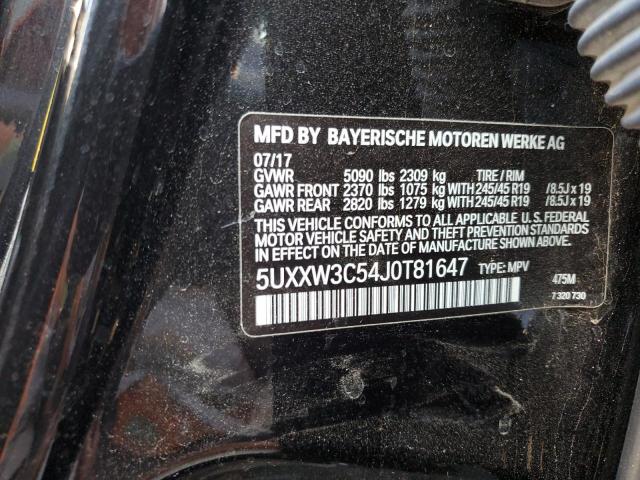 MFD BY BAYERISCHE MOTOREN WERKE AG
07/17
GVWR 5090 lbs 2309 kg TIRE / RIM
GAWR FRONT 2370 lbs 1075 kg WITH 245/45 R19 /8.5J x 19
GAWR REAR 2820 lbs 1279 kg WITH 245/45 R19 /8.5J x 19
THIS VEHICLE CONFORMS TO ALL APPLICABLE U.S. FEDERAL
MOTOR VEHICLE SAFETY AND THEFT PREVENTION STANDARDS
IN EFFECT ON THE DATE OF MANUFACTURE SHOWN ABOVE.
5UXXW3C54J0T81647 TYPE: MPV 475M
7 320 730